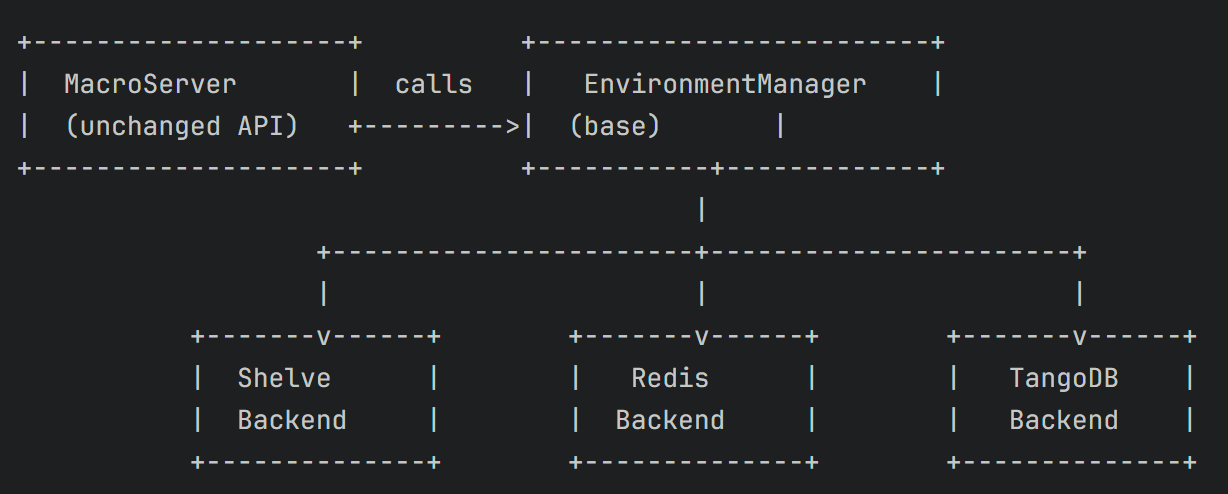 +--------------------+          +-------------------------+
|  MacroServer       |  calls   |   EnvironmentManager    |
|  (unchanged API)   +--------->|  (base)       |
+--------------------+          +-----------+-------------+
                                           |
                   +-----------------------+-----------------------+
                   |                       |                       |
           +-------v------+        +-------v------+        +-------v------+
           |  Shelve      |        |   Redis      |        |   TangoDB    |
           |  Backend     |        |  Backend     |        |   Backend    |
           +--------------+        +--------------+        +--------------+